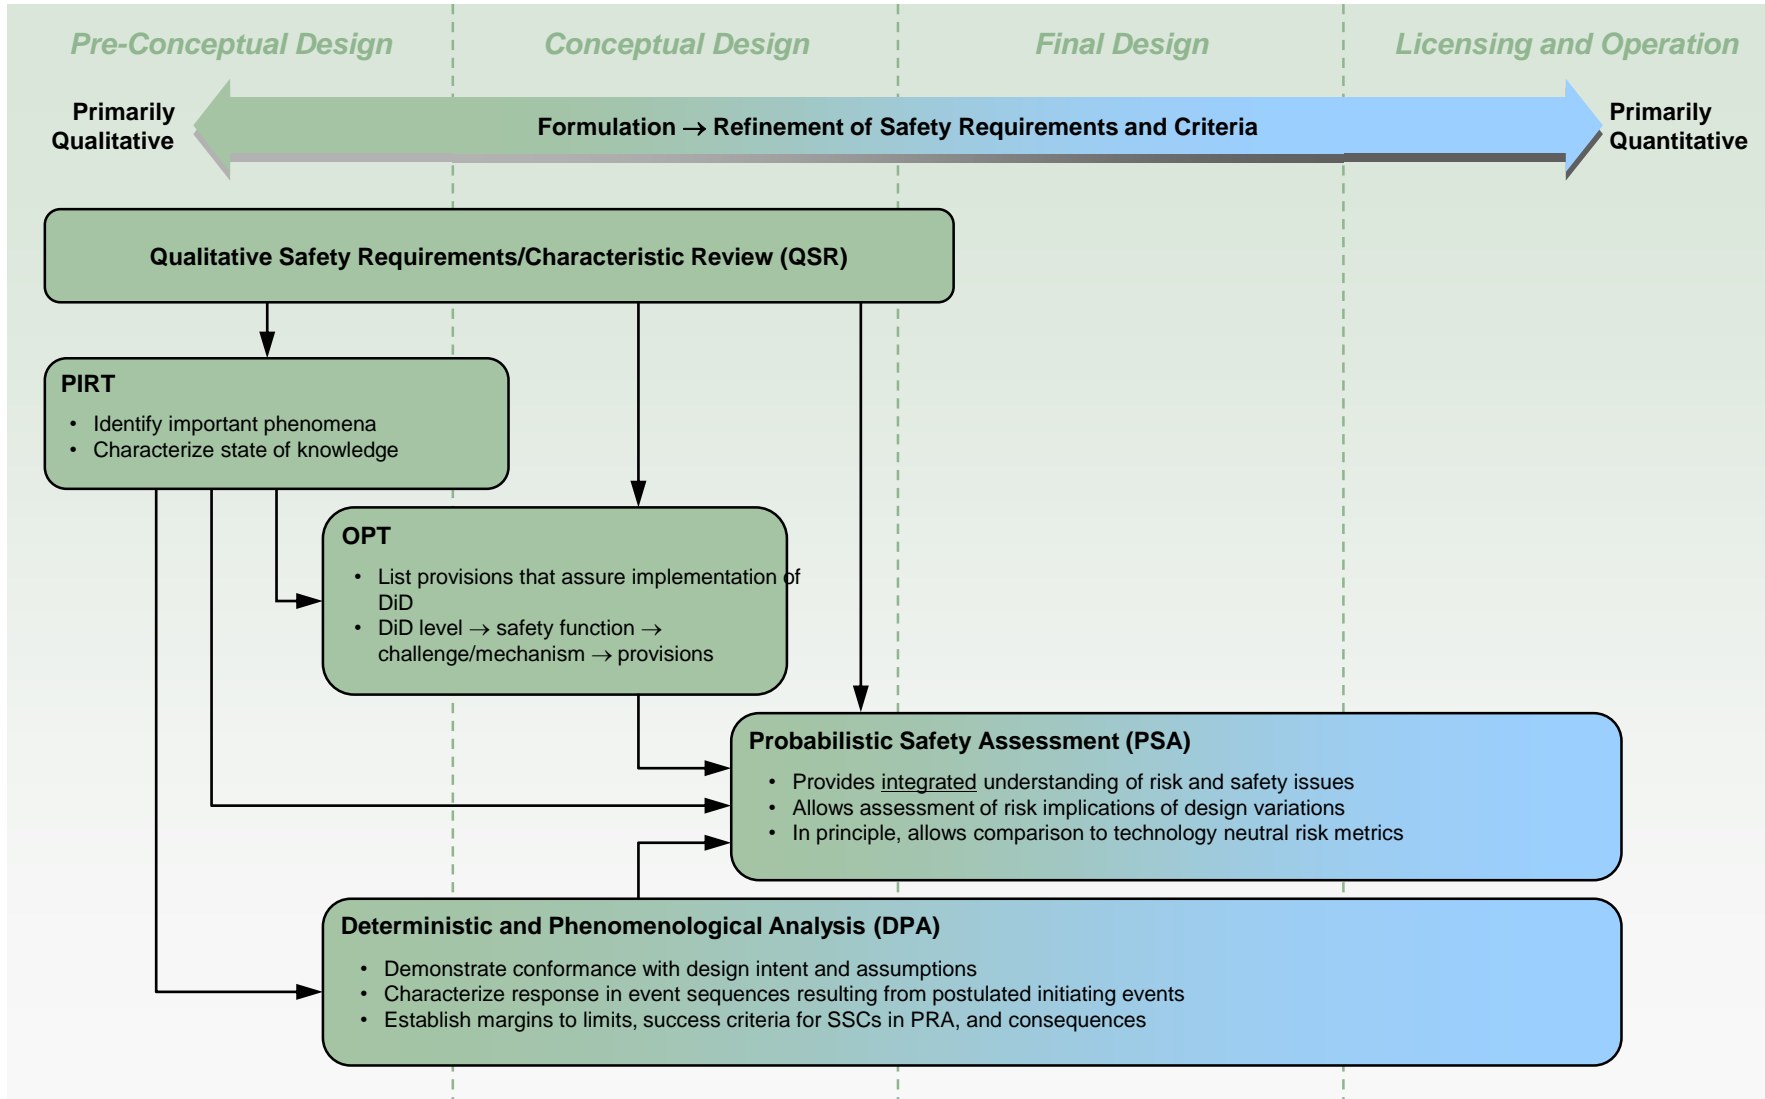 Pre-Conceptual Design
Conceptual Design
Final Design
Licensing and Operation
Primarily
Qualitative
Formulation → Refinement of Safety Requirements and Criteria
Primarily
Quantitative
Qualitative Safety Requirements/Characteristic Review (QSR)
PIRT
• Identify important phenomena
• Characterize state of knowledge
OPT
• List provisions that assure implementation of
DiD
• DiD level → safety function →
challenge/mechanism → provisions
Probabilistic Safety Assessment (PSA)
• Provides integrated understanding of risk and safety issues
• Allows assessment of risk implications of design variations
• In principle, allows comparison to technology neutral risk metrics
Deterministic and Phenomenological Analysis (DPA)
• Demonstrate conformance with design intent and assumptions
• Characterize response in event sequences resulting from postulated initiating events
• Establish margins to limits, success criteria for SSCs in PRA, and consequences